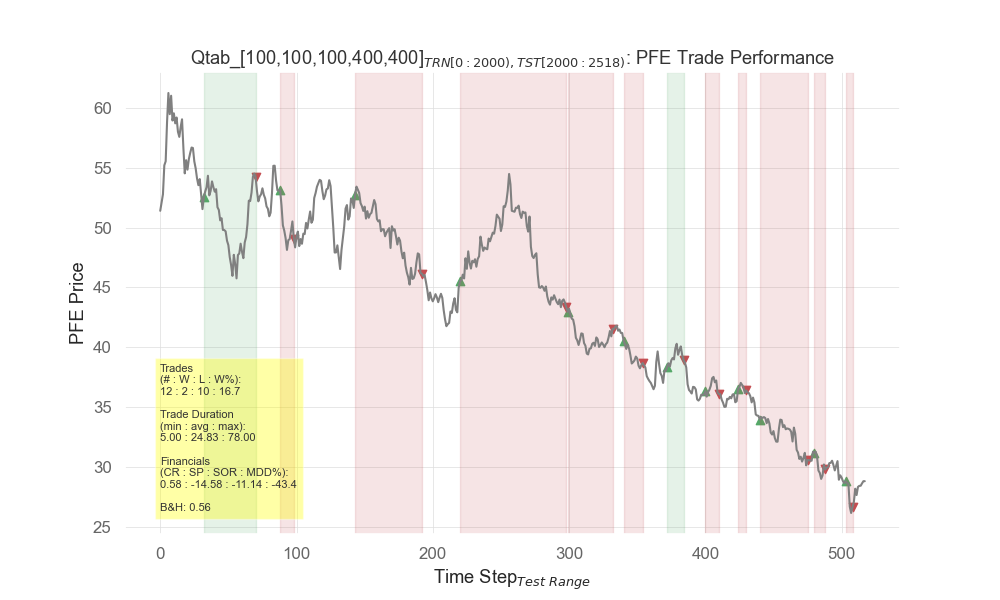 Qtab_[100,100,100,400,400]TRN[0 : 2000), TST[2000 : 2518): PFE Trade Performance
PFE Price
60
55
50
45
40
35
30
25
Trades
(# : W : L : W%):
12 : 2 : 10 : 16.7
Trade Duration
(min : avg : max):
5.00 : 24.83 : 78.00
Financials
(CR : SP : SOR : MDD%):
0.58 : -14.58 : -11.14 : -43.4
B&H: 0.56
0 100 200 300 400 500
Time StepTest Range